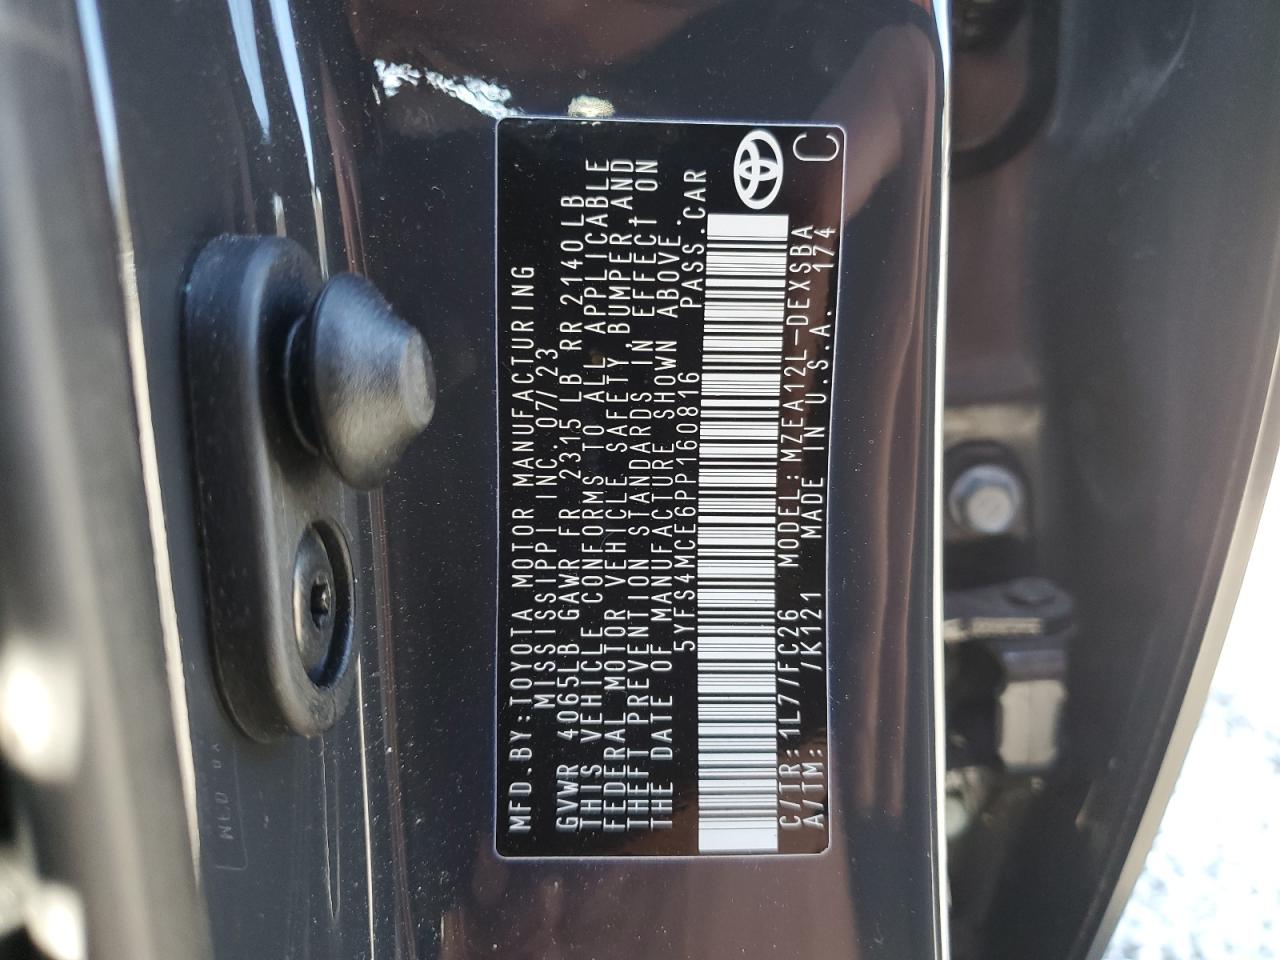 MFD.BY:TOYOTA MOTOR MANUFACTURING
MISSISSIPPI INC. 07/23
GVWR 4065LB GAWR FR 2315 LB RR 2140LB
THIS VEHICLE CONFORMS TO ALL APPLICABLE
FEDERAL MOTOR VEHICLE SAFETY, BUMPER, AND
THEFT PREVENTION STANDARDS IN EFFECT ON
THE DATE OF MANUFACTURE SHOWN ABOVE.
5YFS4MCE6PP160816 PASS.CAR
C/TR: 1L7/FC26 MODEL: MZEA12L-DEXSBA
A/TM: /K121 MADE IN U.S.A. 174
C